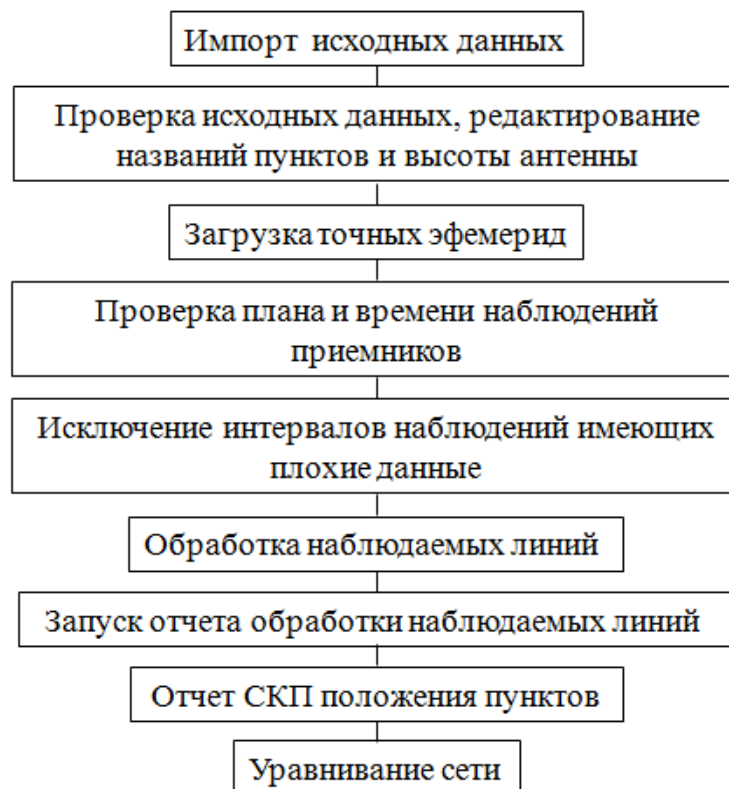 Импорт исходных данных
Проверка исходных данных, редактирование
названий пунктов и высоты антенны
Загрузка точных эфемерид
Проверка плана и времени наблюдений
приемников
Исключение интервалов наблюдений имеющих
плохие данные
Обработка наблюдаемых линий
Запуск отчета обработки наблюдаемых линий
Отчет СКП положения пунктов
Уравнивание сети